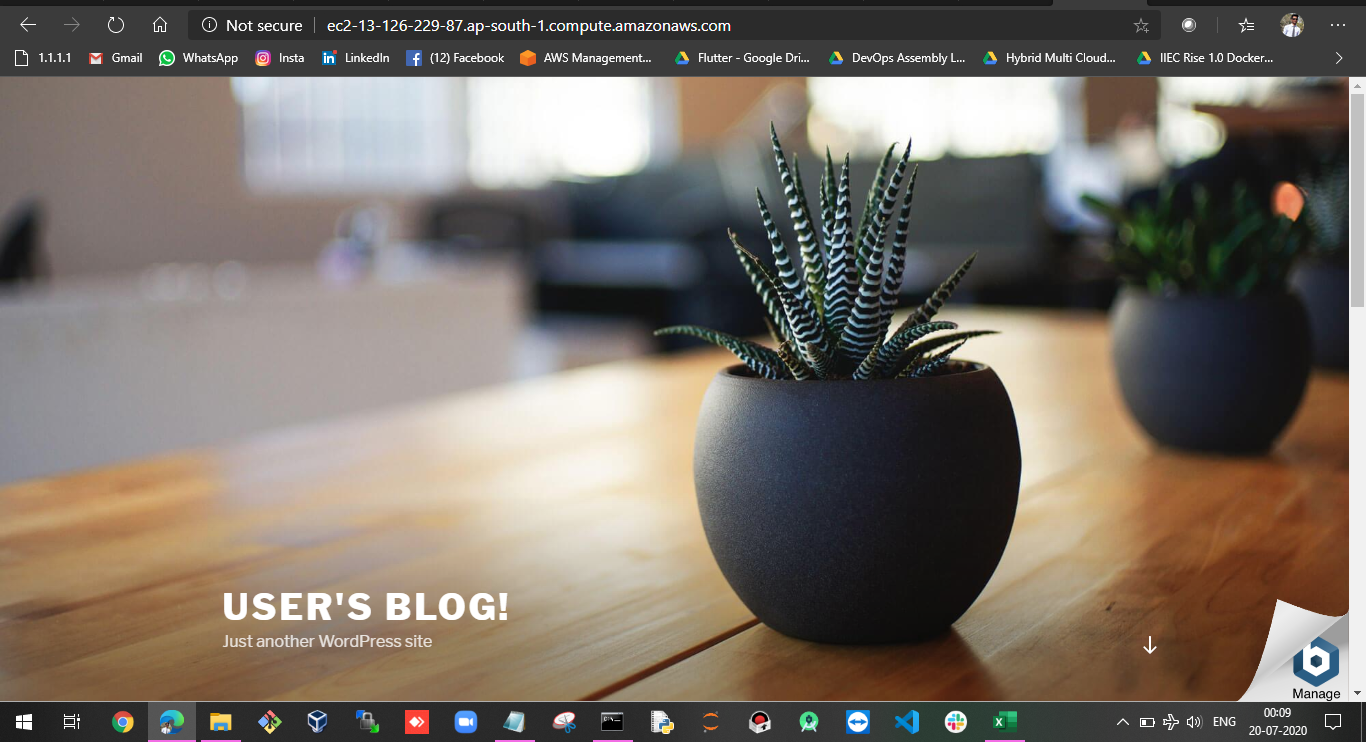 Not secure ec2-13-126-229-87.ap-south-1.compute.amazonaws.com
1.1.1.1 Gmail WhatsApp Insta LinkedIn (12) Facebook AWS Management... Flutter - Google Dri... DevOps Assembly L... Hybrid Multi Cloud... IIEC Rise 1.0 Docker...
USER'S BLOG!
Just another WordPress site
Manage
ENG 00:09
20-07-2020